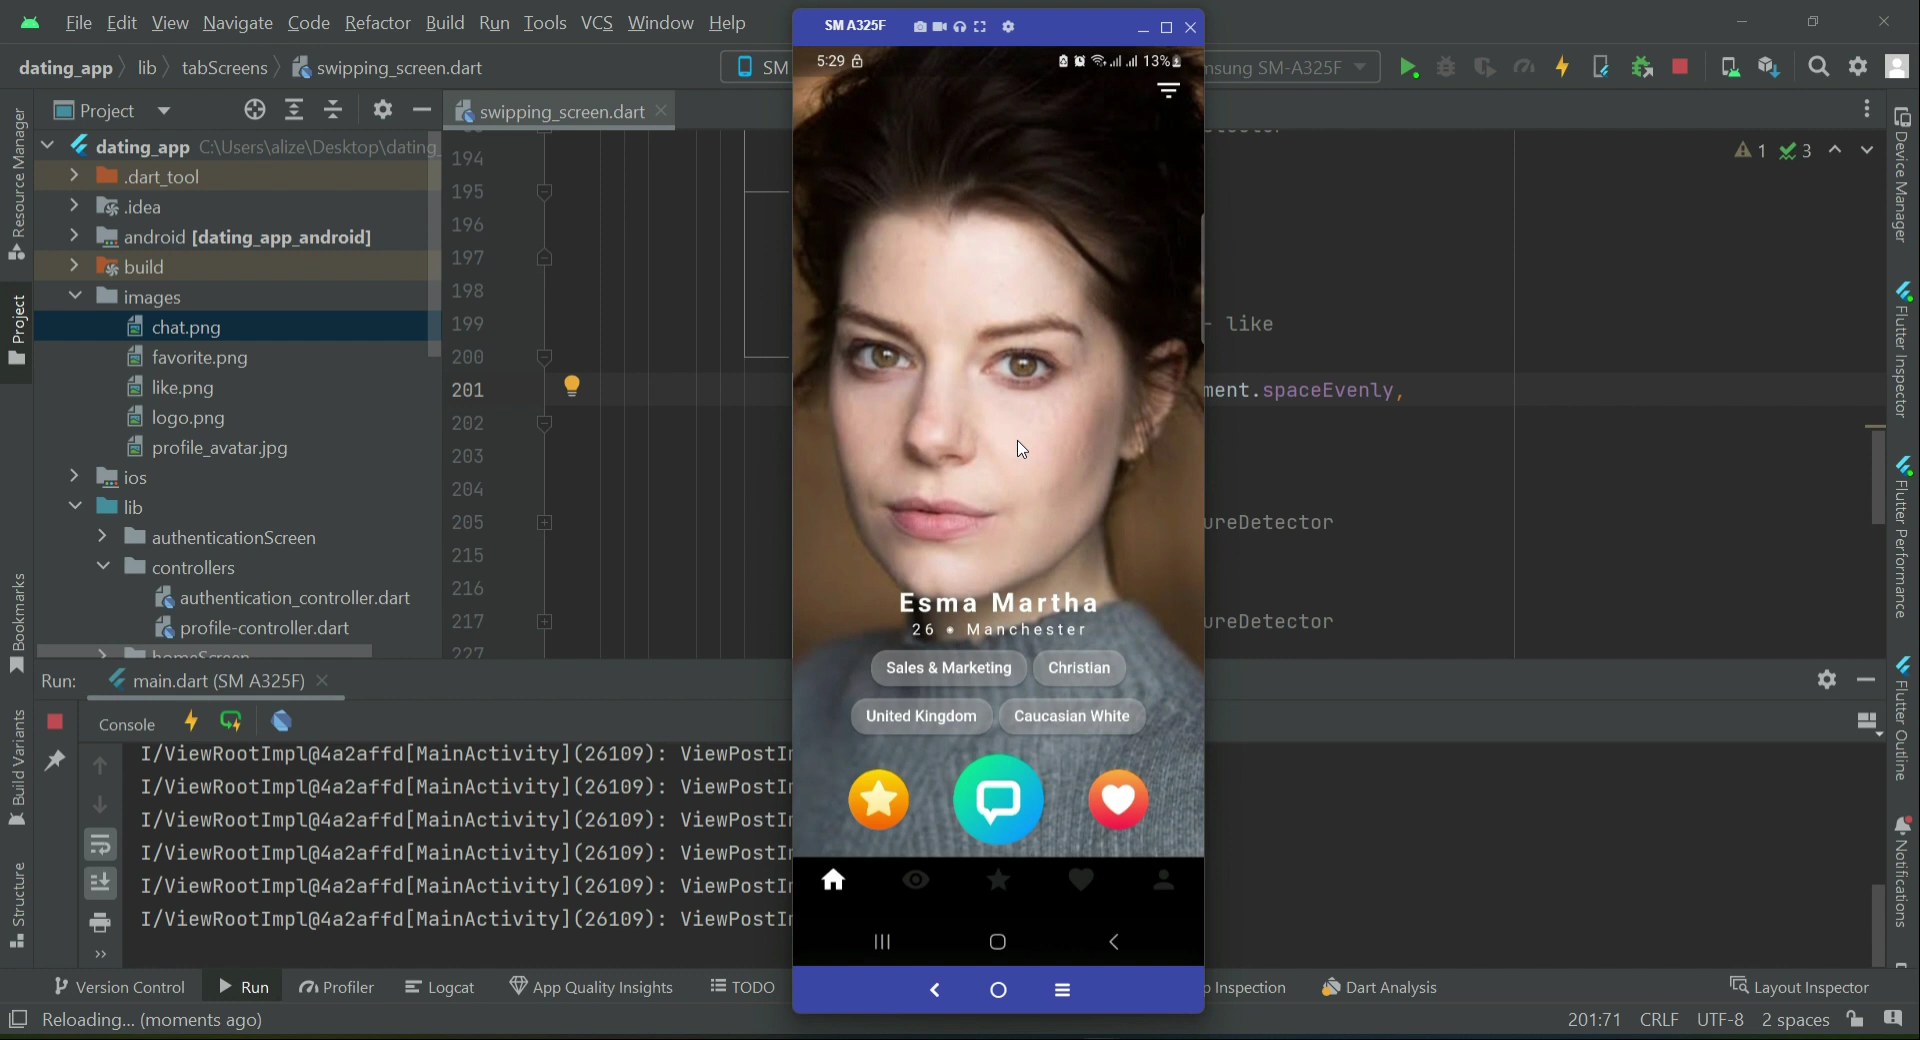 File Edit View Navigate Code Refactor Build Run Tools VCS Window Help
SM A325F
dating_app lib tabScreens swipping_screen.dart
SM
msung SM-A325F
5:29
13%
Project
swipping_screen.dart
dating_app C:\Users\alize\Desktop\dating_
.dart_tool
.idea
android [dating_app_android]
build
images
chat.png
favorite.png
like.png
logo.png
profile_avatar.jpg
ios
lib
authenticationScreen
controllers
authentication_controller.dart
profile-controller.dart
homeScreen
194
195
196
197
198
199 - like
200
201 ment.spaceEvenly,
202
203
204
205 ureDetector
215
216
217 ureDetector
227
1 3
Esma Martha
26 • Manchester
Sales & Marketing Christian
United Kingdom Caucasian White
Resource Manager
Project
Bookmarks
Build Variants
Structure
Device Manager
Flutter Inspector
Flutter Performance
Flutter Outline
Notifications
Run: main.dart (SM A325F)
Console
I/ViewRootImpl@4a2affd[MainActivity](26109): ViewPostI
I/ViewRootImpl@4a2affd[MainActivity](26109): ViewPostI
I/ViewRootImpl@4a2affd[MainActivity](26109): ViewPostI
I/ViewRootImpl@4a2affd[MainActivity](26109): ViewPostI
I/ViewRootImpl@4a2affd[MainActivity](26109): ViewPostI
I/ViewRootImpl@4a2affd[MainActivity](26109): ViewPostI
Version Control Run Profiler Logcat App Quality Insights TODO p Inspection Dart Analysis Layout Inspector
Reloading... (moments ago)
201:71 CRLF UTF-8 2 spaces